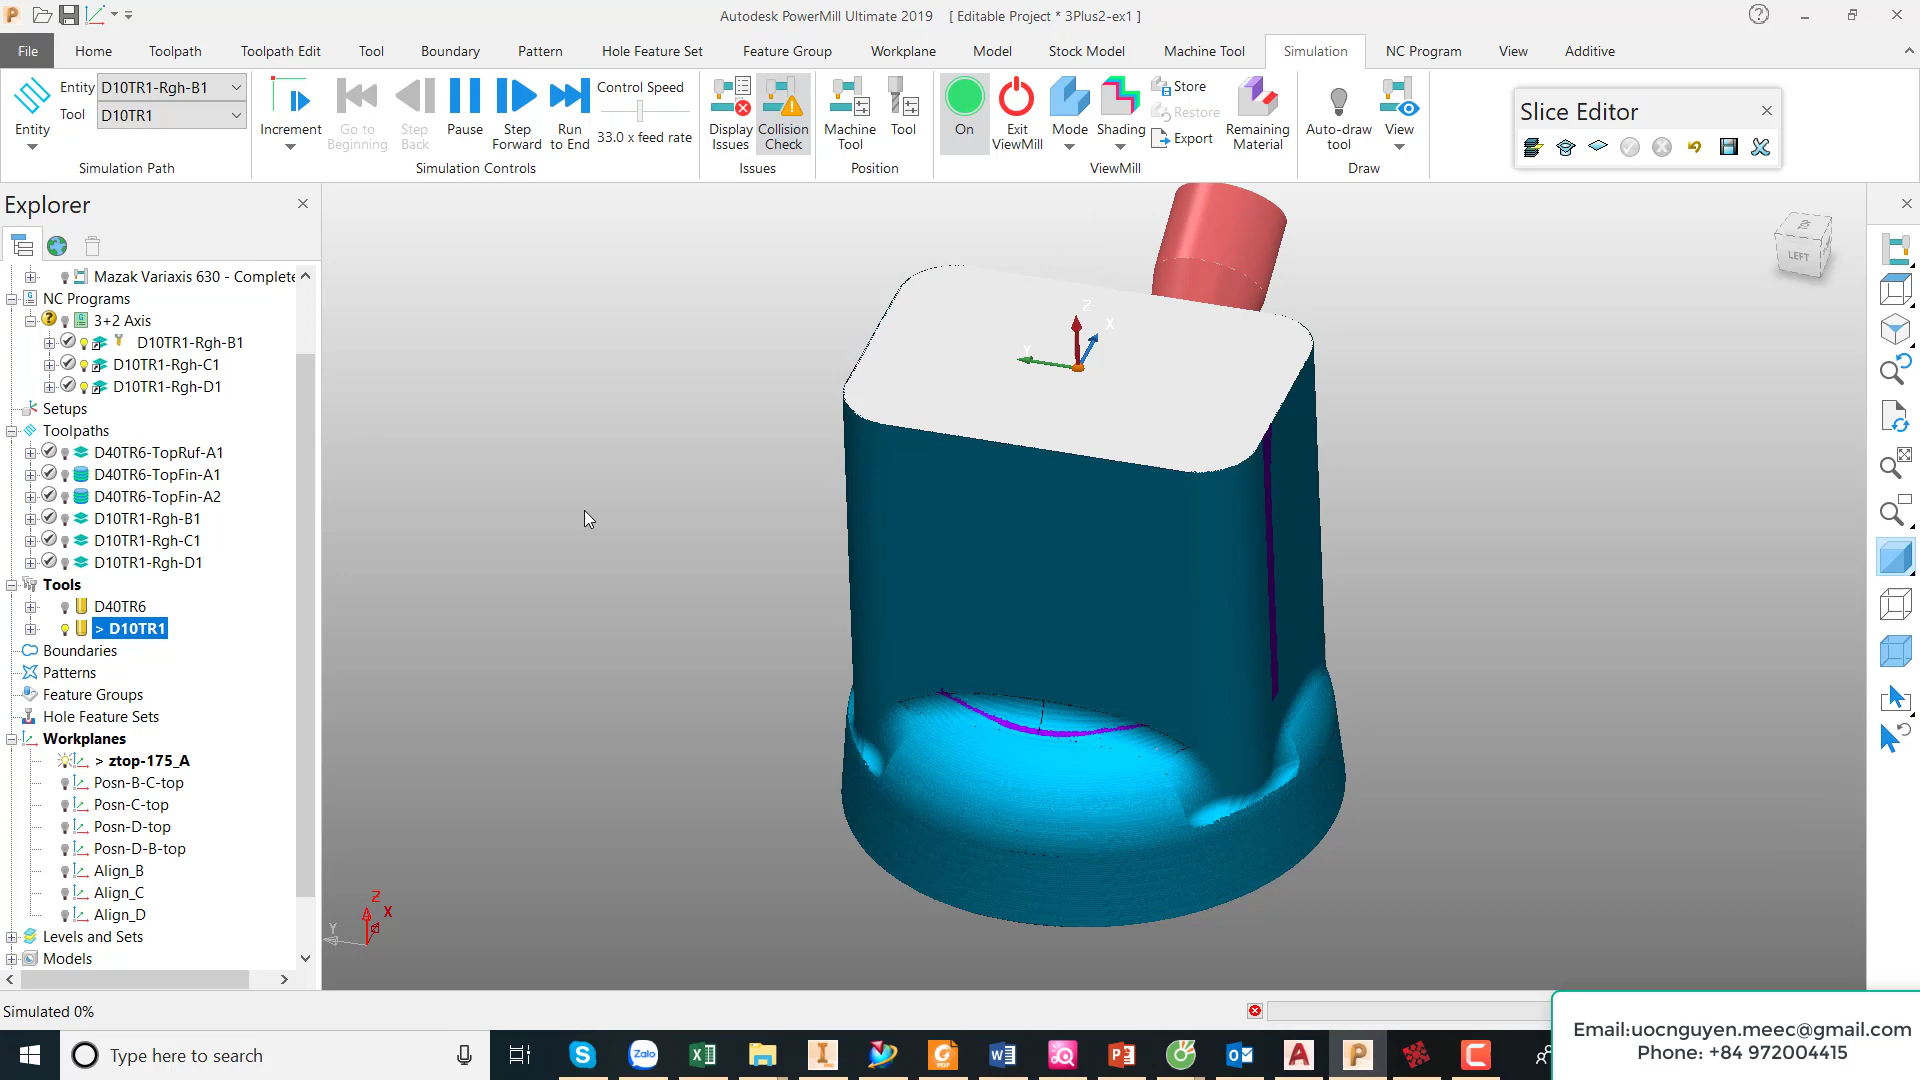 Autodesk PowerMill Ultimate 2019 [ Editable Project * 3Plus2-ex1 ]
File
Home
Toolpath
Toolpath Edit
Tool
Boundary
Pattern
Hole Feature Set
Feature Group
Workplane
Model
Stock Model
Machine Tool
Simulation
NC Program
View
Additive
Entity D10TR1-Rgh-B1
Tool D10TR1
Entity
Simulation Path
Increment
Go to Beginning
Step Back
Pause
Step Forward
Run to End
Control Speed
33.0 x feed rate
Simulation Controls
Display Issues
Collision Check
Issues
Machine Tool
Tool
Position
On
Exit ViewMill
Mode
Shading
Store
Restore
Export
Remaining Material
ViewMill
Auto-draw tool
View
Draw
Slice Editor
Explorer
Mazak Variaxis 630 - Complete
NC Programs
3+2 Axis
D10TR1-Rgh-B1
D10TR1-Rgh-C1
D10TR1-Rgh-D1
Setups
Toolpaths
D40TR6-TopRuf-A1
D40TR6-TopFin-A1
D40TR6-TopFin-A2
D10TR1-Rgh-B1
D10TR1-Rgh-C1
D10TR1-Rgh-D1
Tools
D40TR6
> D10TR1
Boundaries
Patterns
Feature Groups
Hole Feature Sets
Workplanes
> ztop-175_A
Posn-B-C-top
Posn-C-top
Posn-D-top
Posn-D-B-top
Align_B
Align_C
Align_D
Levels and Sets
Models
Z
X
Y
Z
X
Y
LEFT
Simulated 0%
Type here to search
Zalo
Email:uocnguyen.meec@gmail.com
Phone: +84 972004415